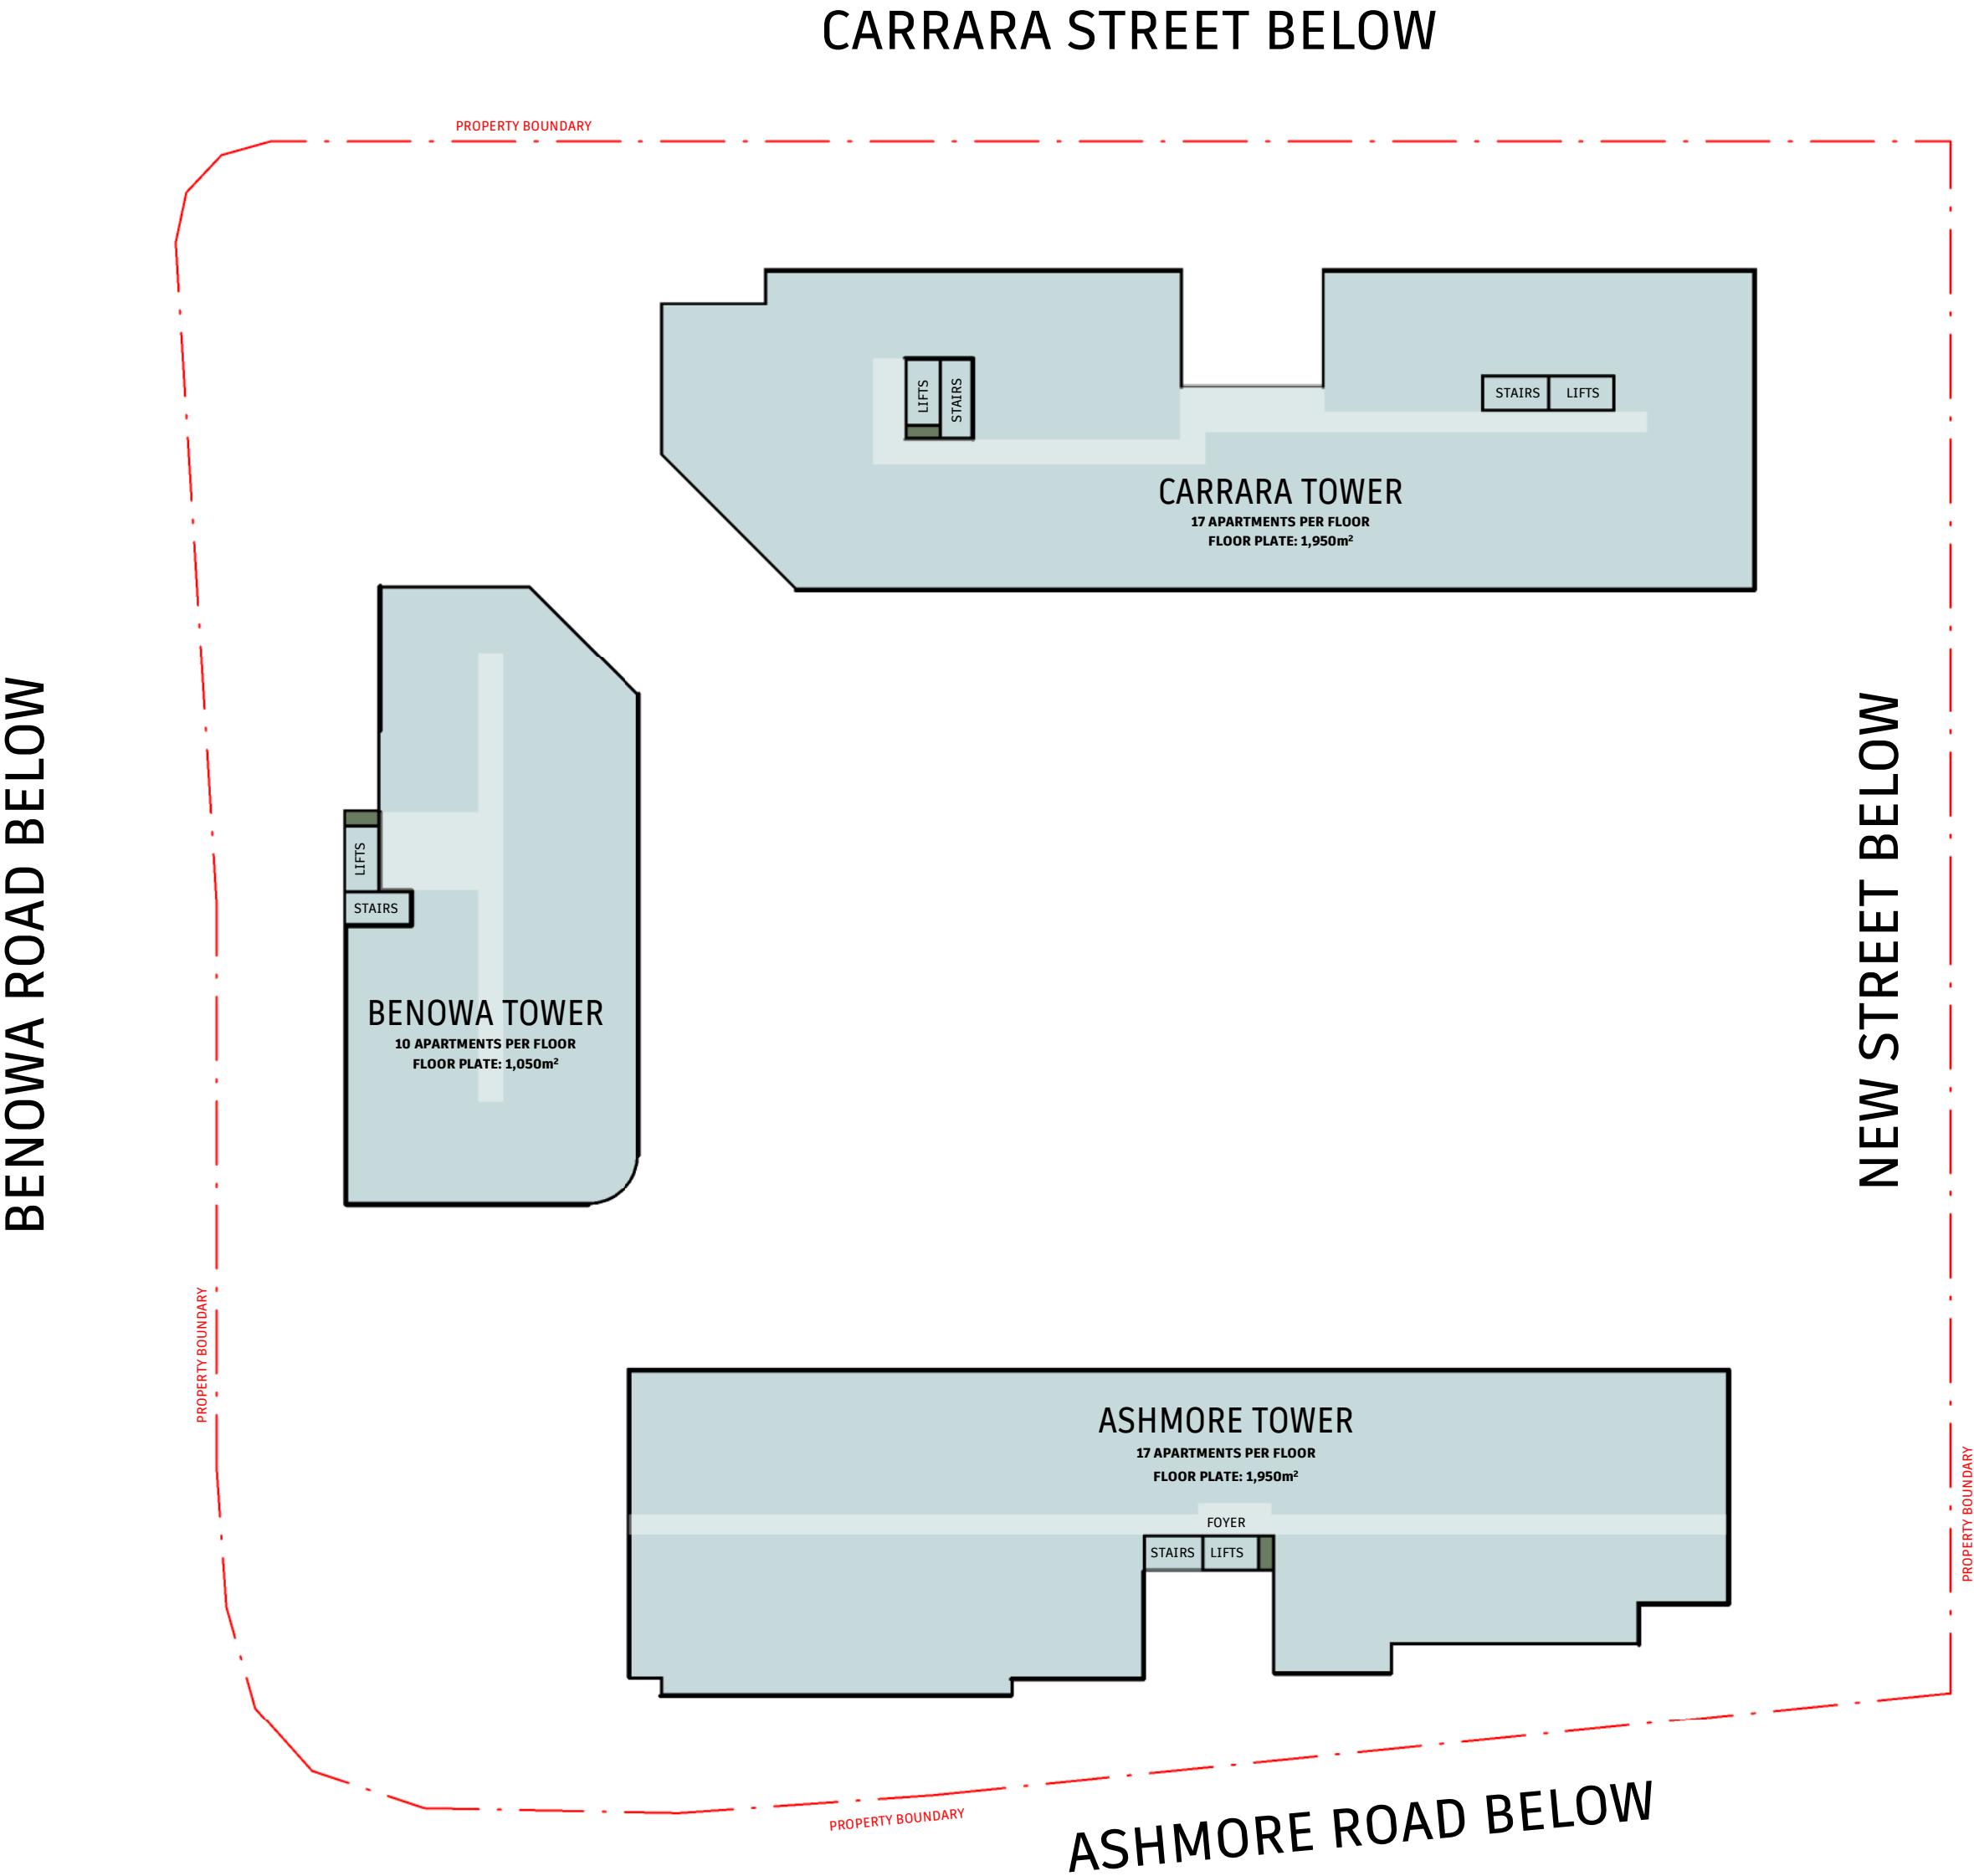 CARRARA STREET BELOW
PROPERTY BOUNDARY
LIFTS
STAIRS
STAIRS
LIFTS
CARRARA TOWER
17 APARTMENTS PER FLOOR
FLOOR PLATE: 1,950m²
BENOWA ROAD BELOW
NEW STREET BELOW
LIFTS
STAIRS
BENOWA TOWER
10 APARTMENTS PER FLOOR
FLOOR PLATE: 1,050m²
PROPERTY BOUNDARY
ASHMORE TOWER
17 APARTMENTS PER FLOOR
FLOOR PLATE: 1,950m²
FOYER
STAIRS
LIFTS
PROPERTY BOUNDARY
PROPERTY BOUNDARY
ASHMORE ROAD BELOW